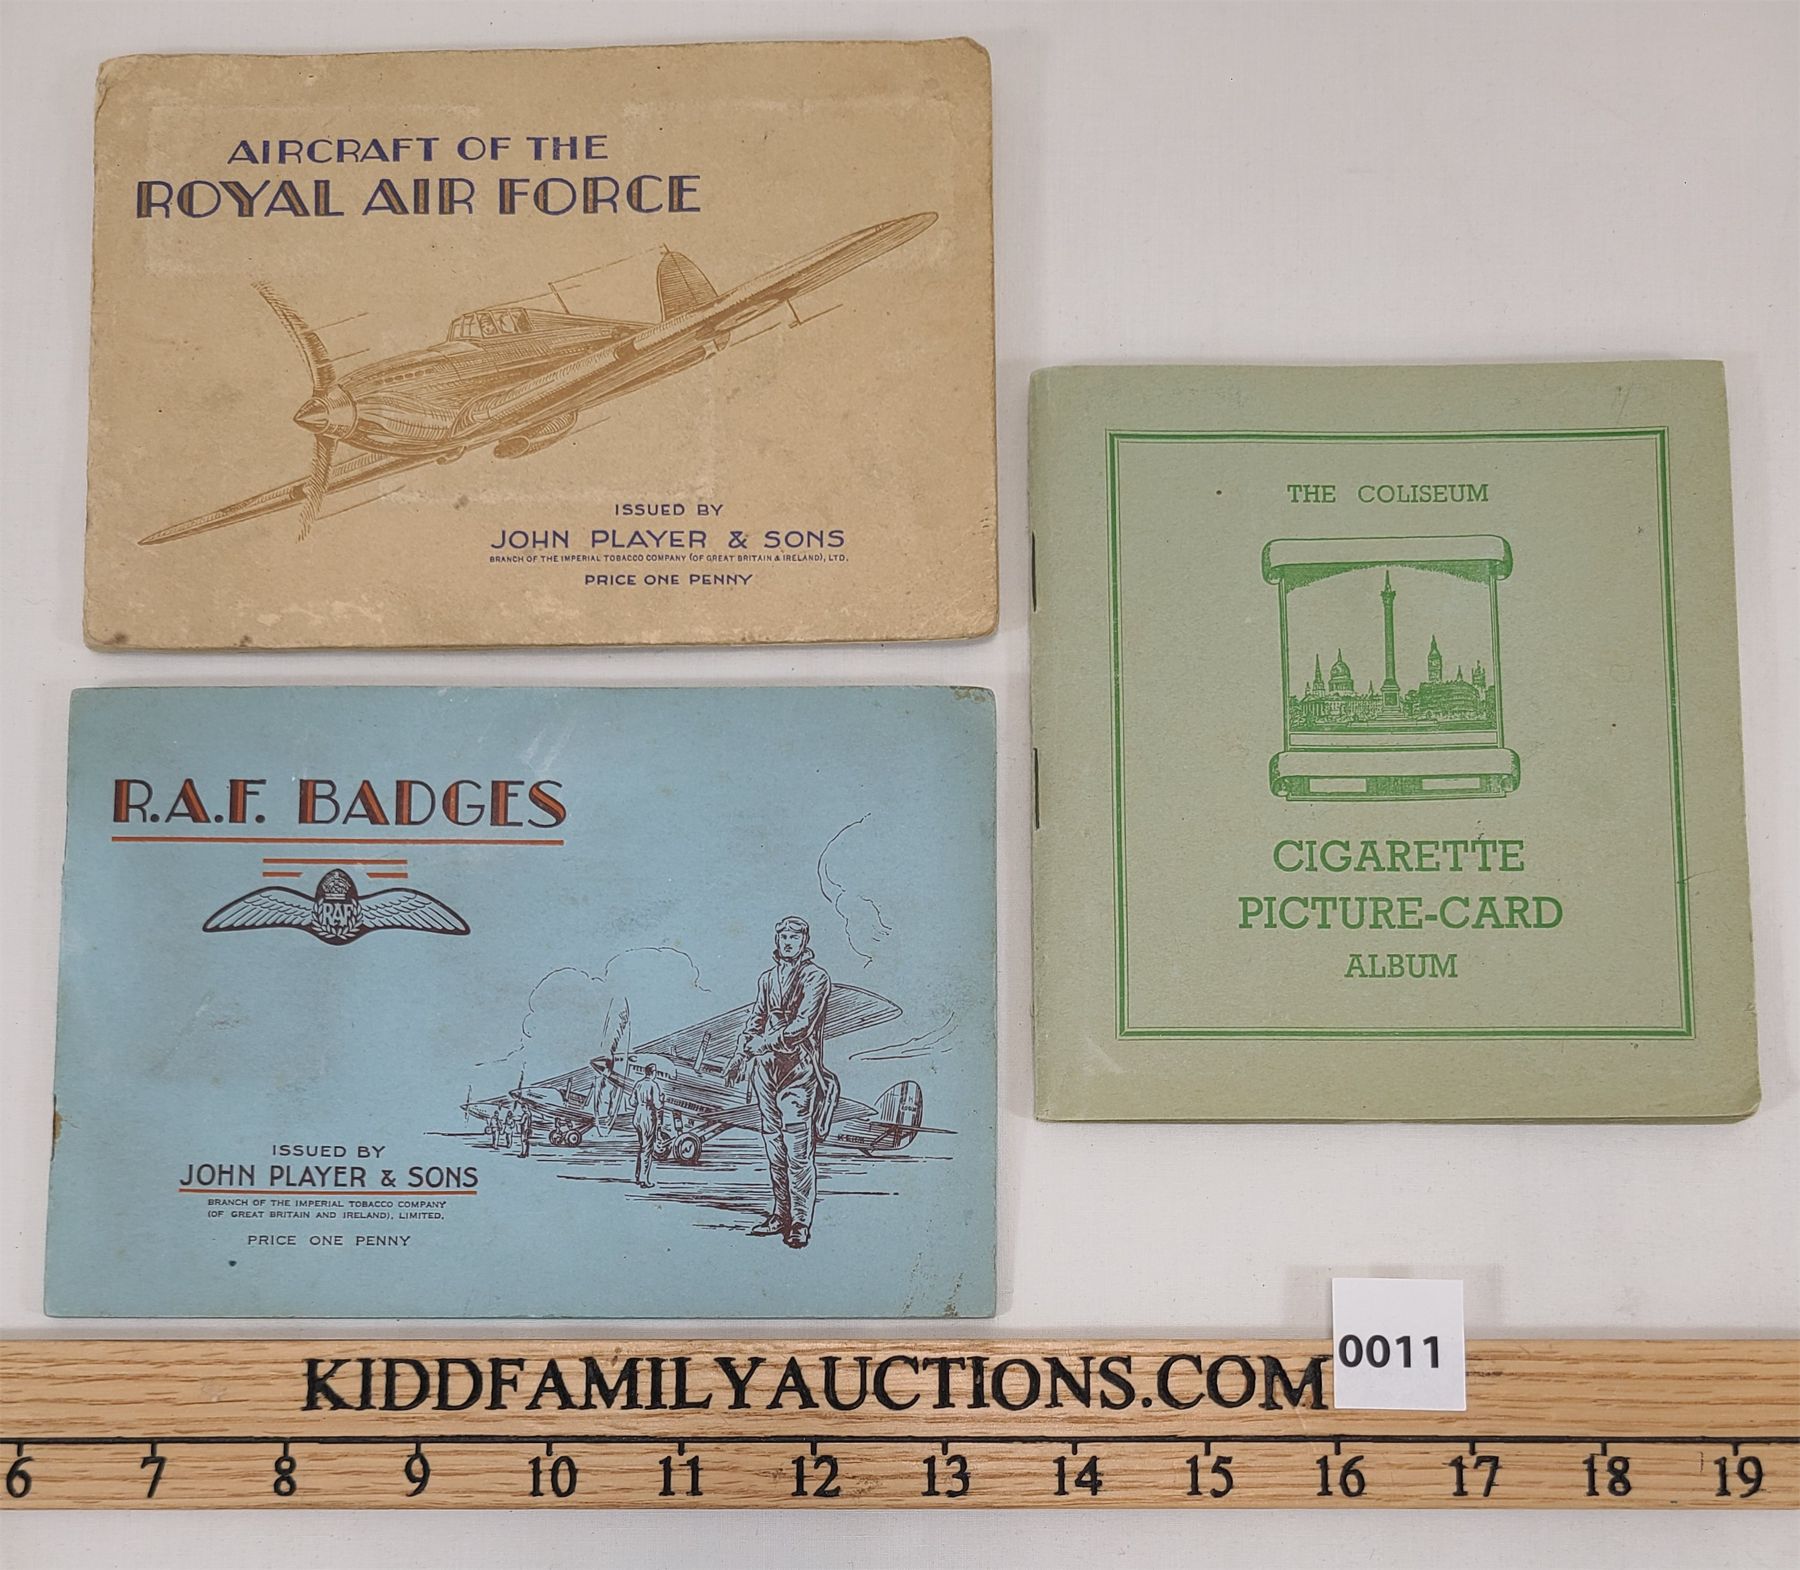 AIRCRAFT OF THE
ROYAL AIR FORCE
ISSUED BY
JOHN PLAYER & SONS
BRANCH OF THE IMPERIAL TOBACCO COMPANY (OF GREAT BRITAIN & IRELAND), LTD.
PRICE ONE PENNY
R.A.F. BADGES
RAF
ISSUED BY
JOHN PLAYER & SONS
BRANCH OF THE IMPERIAL TOBACCO COMPANY
(OF GREAT BRITAIN AND IRELAND), LIMITED.
PRICE ONE PENNY
THE COLISEUM
CIGARETTE
PICTURE-CARD
ALBUM
0011
KIDDFAMILYAUCTIONS.COM
6 7 8 9 10 11 12 13 14 15 16 17 18 19